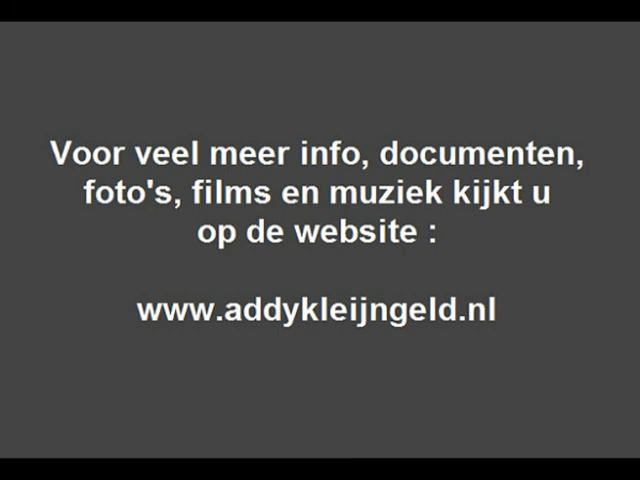 Voor veel meer info, documenten,
foto's, films en muziek kijkt u
op de website :
www.addykleijngeld.nl